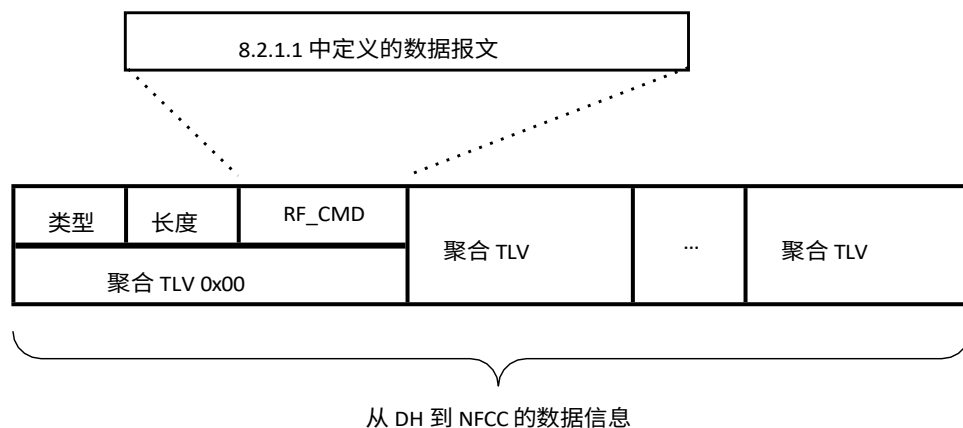 8.2.1.1 中定义的数据报文
类型
长度
RF_CMD
聚合 TLV
...
聚合 TLV
聚合 TLV 0x00
从 DH 到 NFCC 的数据信息